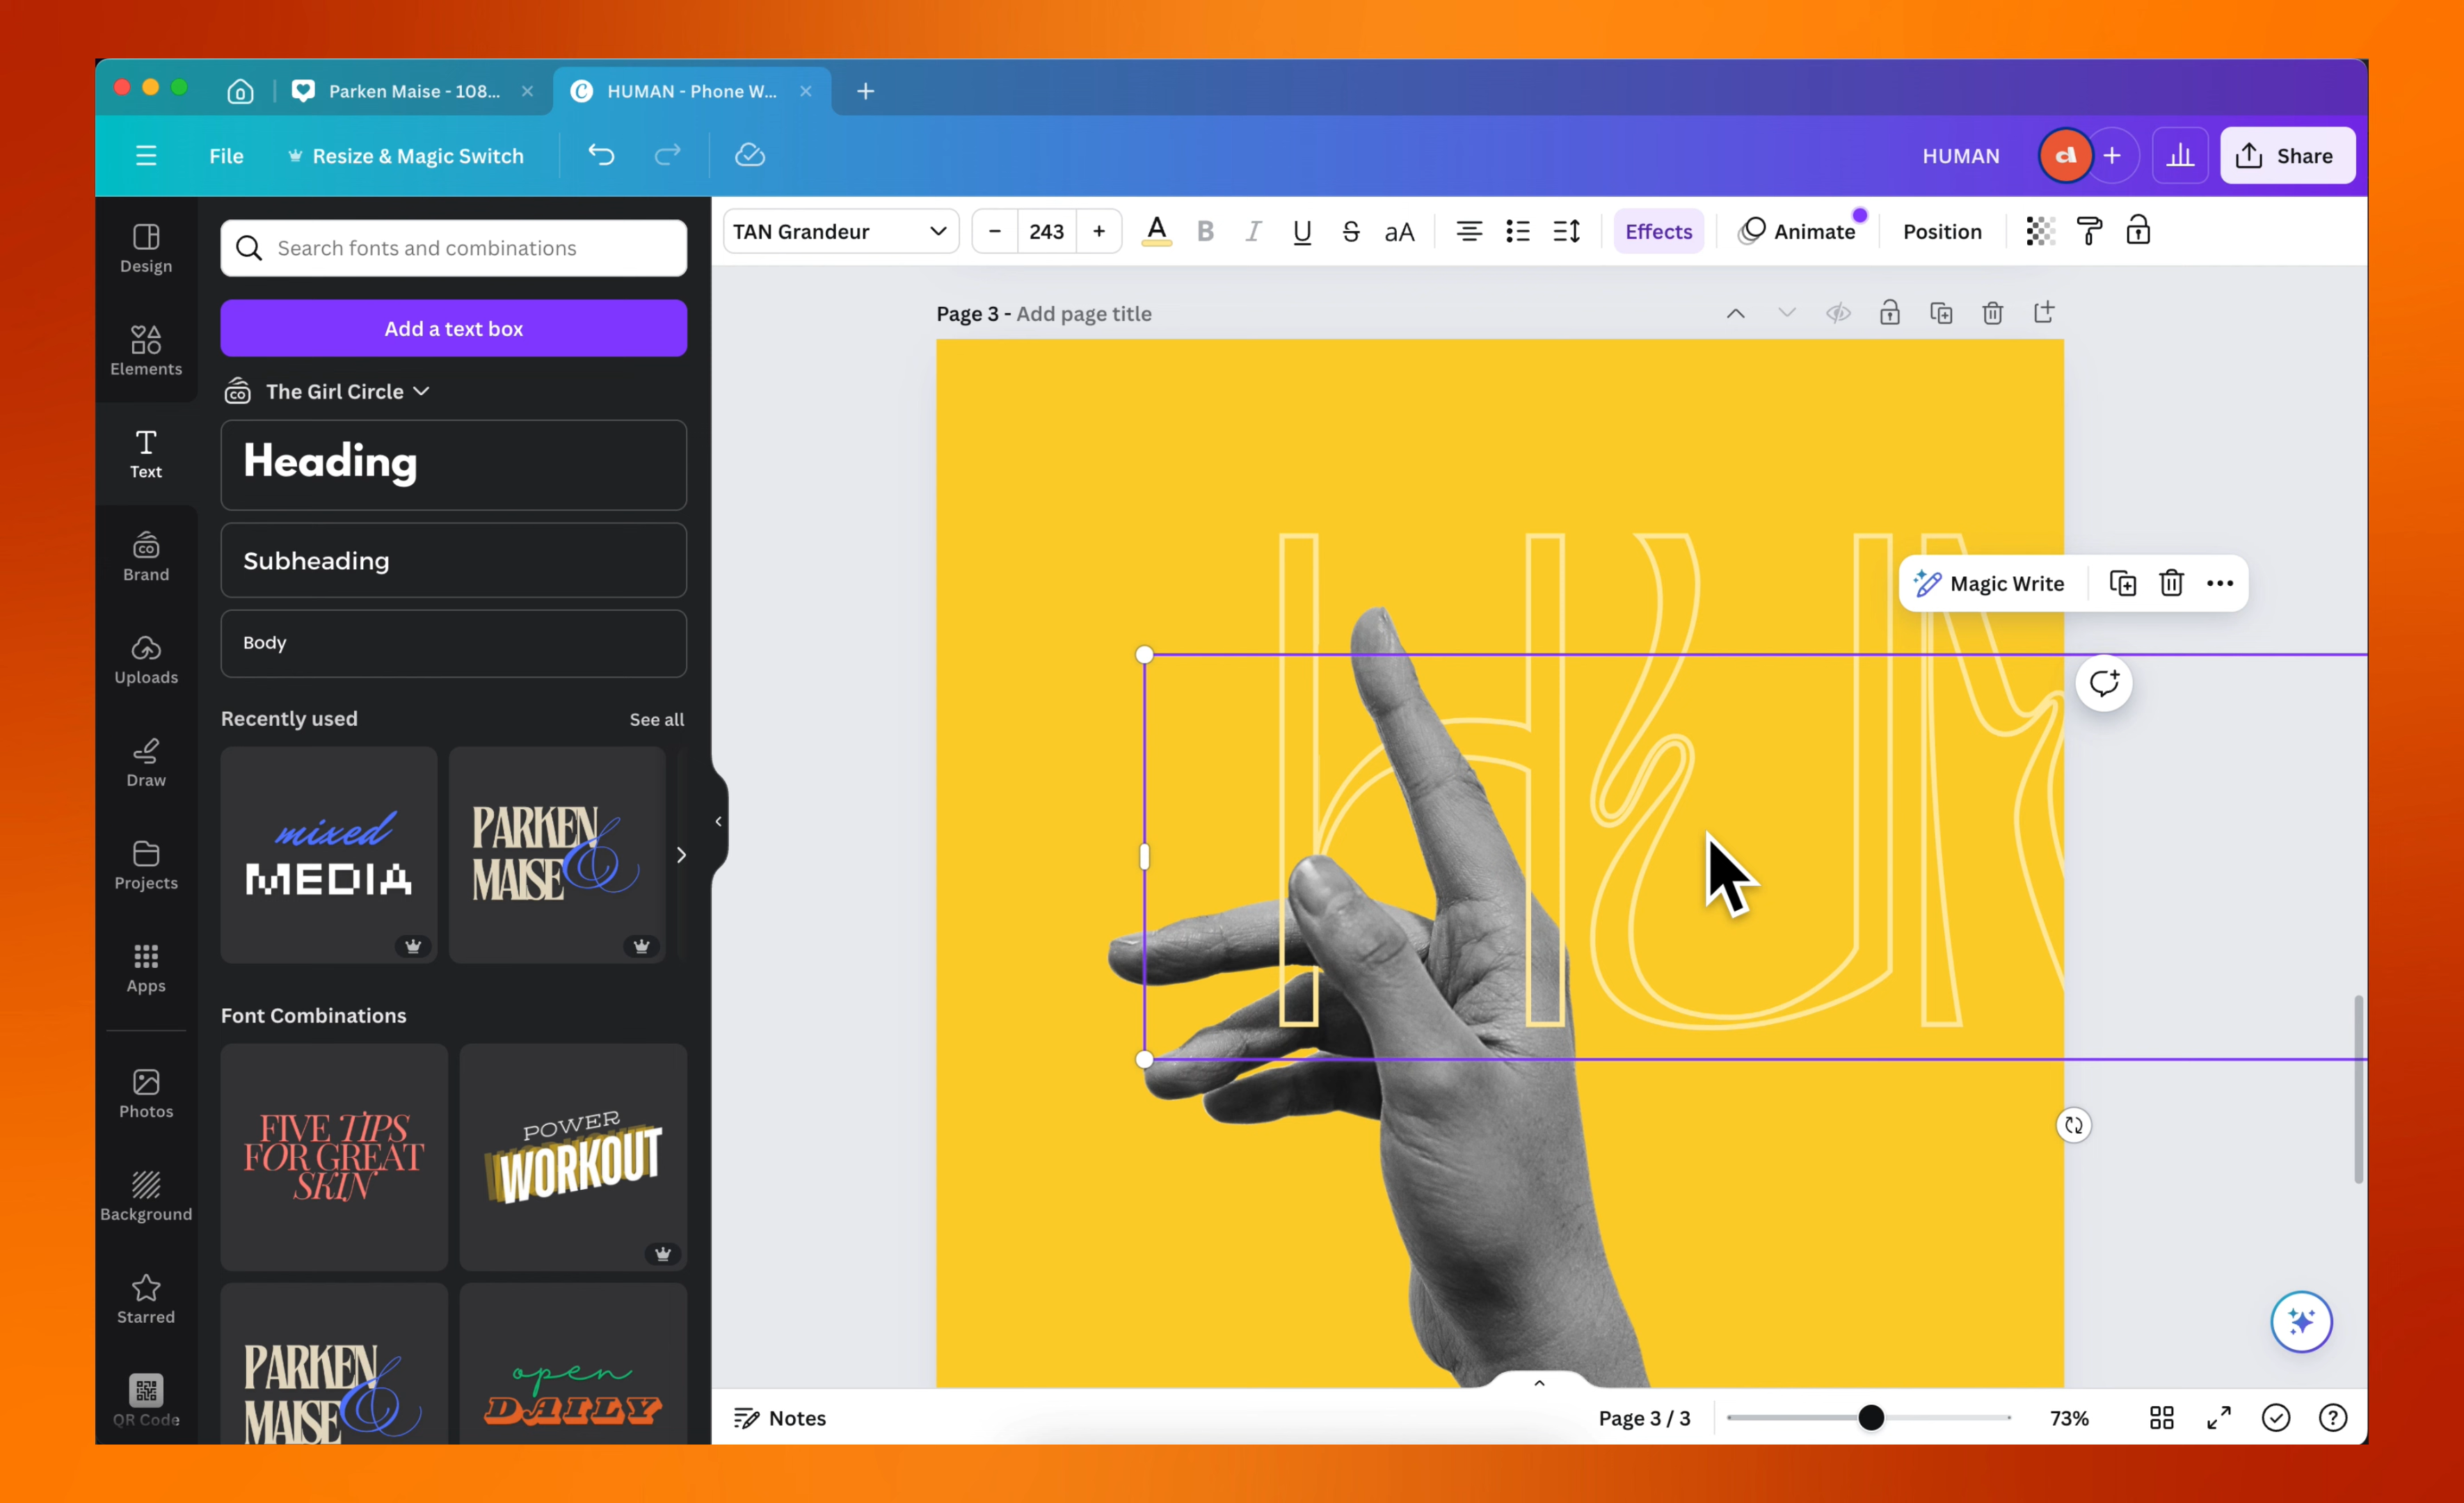 Parken Maise - 108...
HUMAN - Phone W...
File
Resize & Magic Switch
HUMAN
Share
Design
Elements
Text
Brand
Uploads
Draw
Projects
Apps
Photos
Background
Starred
QR Code
Search fonts and combinations
Add a text box
The Girl Circle
Heading
Subheading
Body
Recently used
See all
mixed
MEDIA
PARKEN
& MAISE
Font Combinations
FIVE TIPS
FOR GREAT
SKIN
POWER
WORKOUT
PARKEN
& MAISE
open
DAILY
TAN Grandeur
- 243 +
A B I U S aA
Effects
Animate
Position
Page 3 - Add page title
HUM
Magic Write
Notes
Page 3 / 3
73%